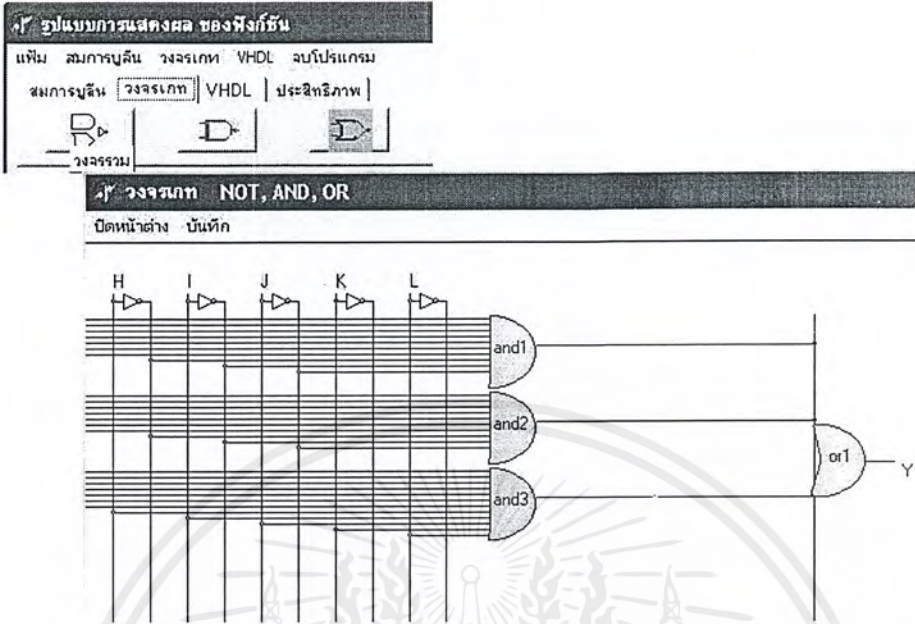 รูปแบบการแสดงผล ของฟังก์ชัน
แฟ้ม สมการบูลีน วงจรเกท VHDL จบโปรแกรม
สมการบูลีน วงจรเกท VHDL ประสิทธิภาพ
วงจรรวม
วงจรเกท NOT, AND, OR
ปิดหน้าต่าง บันทึก
H I J K L
and1
and2
or1
Y
and3